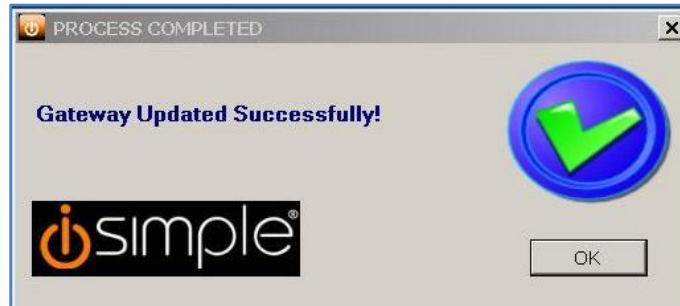 PROCESS COMPLETED
Gateway Updated Successfully!
isimple®
OK